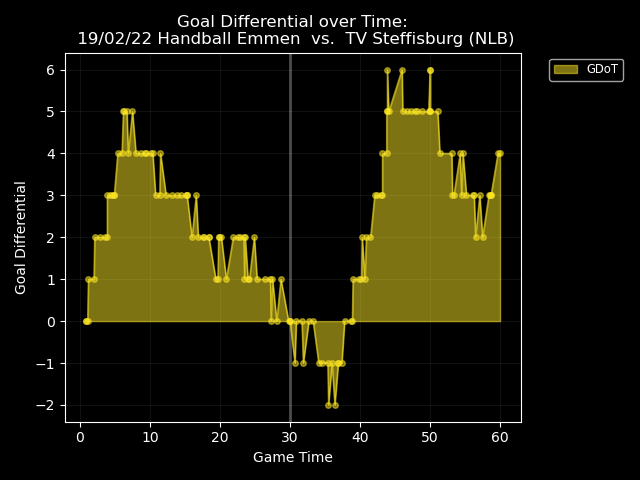 Goal Differential over Time:
19/02/22 Handball Emmen  vs.  TV Steffisburg (NLB)
GDoT
Goal Differential
6
5
4
3
2
1
0
−1
−2
0 10 20 30 40 50 60
Game Time